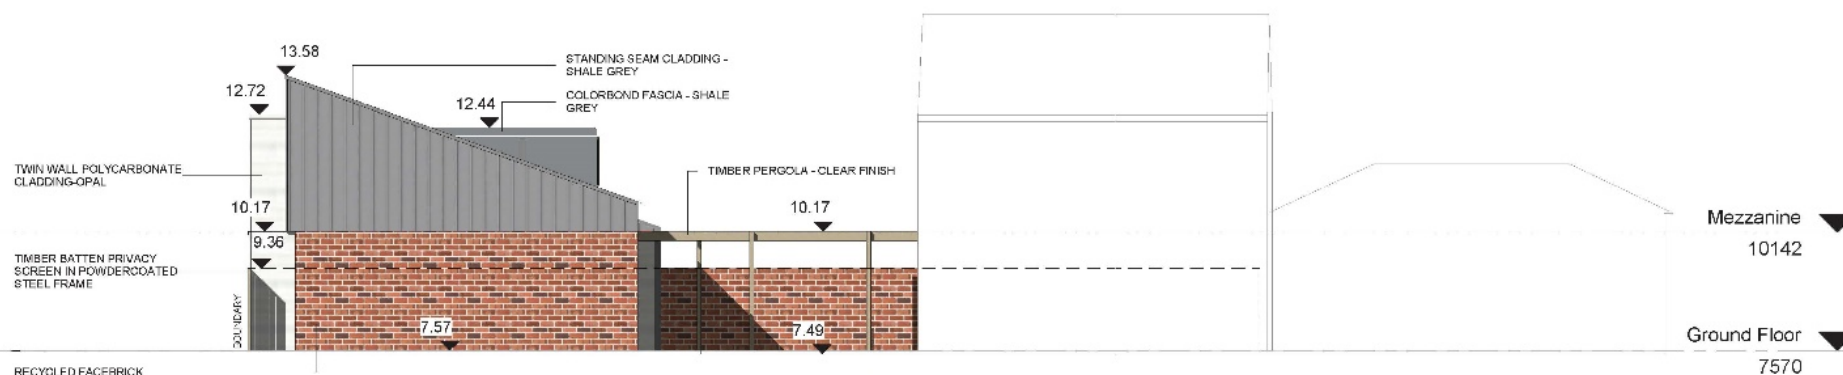 13.58
STANDING SEAM CLADDING -
SHALE GREY
12.72
12.44
COLORBOND FASCIA - SHALE
GREY
TWIN WALL POLYCARBONATE
CLADDING-OPAL
TIMBER PERGOLA - CLEAR FINISH
10.17
10.17
Mezzanine
10142
9.36
TIMBER BATTEN PRIVACY
SCREEN IN POWDERCOATED
STEEL FRAME
BOUNDARY
7.57
7.49
Ground Floor
7570
RECYCLED FACEBRICK